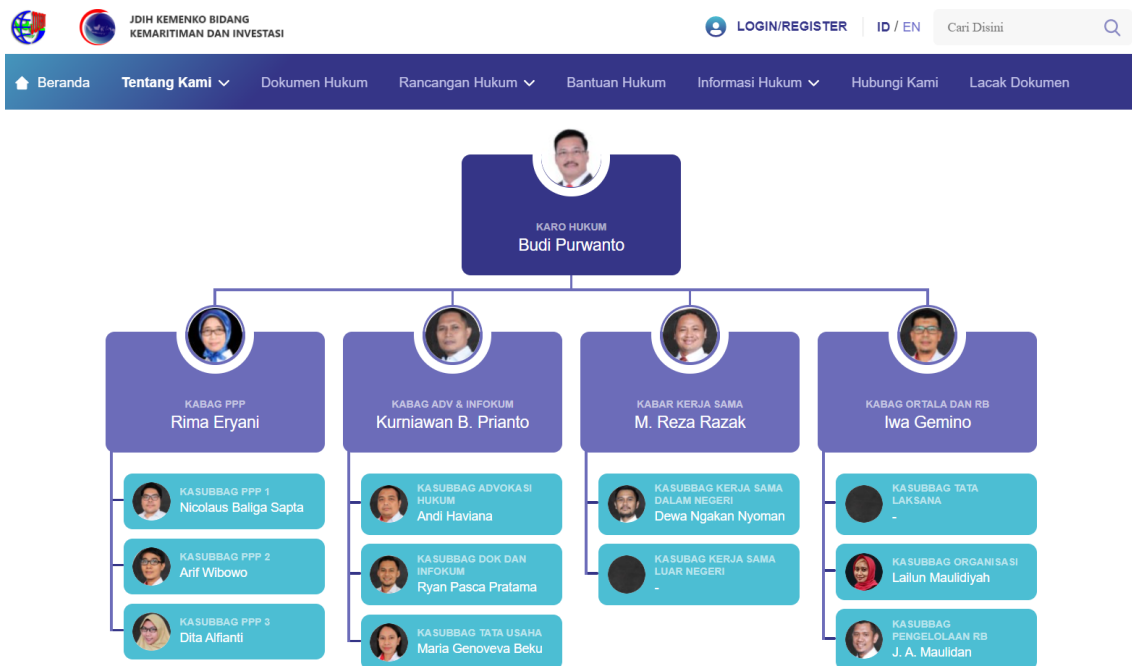 JDIH KEMENKO BIDANG
KEMARITIMAN DAN INVESTASI
LOGIN/REGISTER
ID / EN
Cari Disini
Beranda
Tentang Kami
Dokumen Hukum
Rancangan Hukum
Bantuan Hukum
Informasi Hukum
Hubungi Kami
Lacak Dokumen
KARO HUKUM
Budi Purwanto
KABAG PPP
Rima Eryani
KABAG ADV & INFOKUM
Kurniawan B. Prianto
KABAR KERJA SAMA
M. Reza Razak
KABAG ORTALA DAN RB
Iwa Gemino
KASUBBAG PPP 1
Nicolaus Baliga Sapta
KASUBBAG PPP 2
Arif Wibowo
KASUBBAG PPP 3
Dita Alfianti
KASUBBAG ADVOKASI
HUKUM
Andi Haviana
KASUBBAG DOK DAN
INFOKUM
Ryan Pasca Pratama
KASUBBAG TATA USAHA
Maria Genoveva Beku
KASUBBAG KERJA SAMA
DALAM NEGERI
Dewa Ngakan Nyoman
KASUBAG KERJA SAMA
LUAR NEGERI
-
KASUBBAG TATA
LAKSANA
-
KASUBBAG ORGANISASI
Lailun Maulidiyah
KASUBBAG
PENGELOLAAN RB
J. A. Maulidan